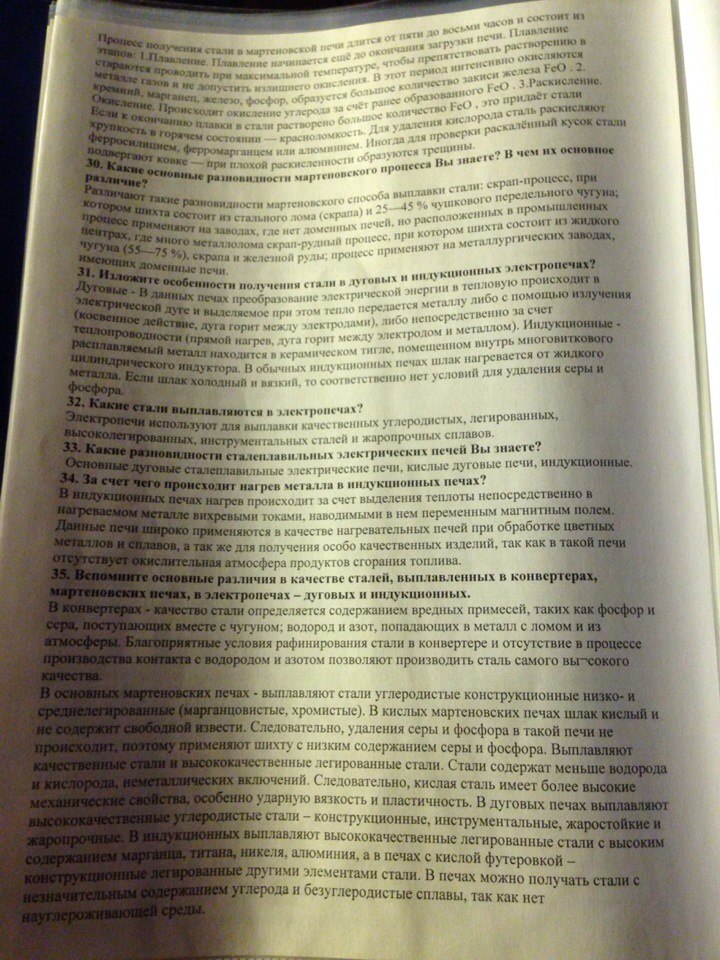 Процесс получения стали в мартеновской печи длится от пяти до восьми часов и состоит из
этапов: 1.Плавление. Плавление начинается ещё до окончания загрузки печи. Плавление
стараются проводить при максимальной температуре, чтобы препятствовать растворению в
металле газов и не допустить излишнего окисления. В этот период интенсивно окисляются
кремний, марганец, железо, фосфор, образуется большое количество закиси железа FeO . 2.
Окисление. Происходит окисление углерода за счёт ранее образованного FeO . 3.Раскисление.
Если к окончанию плавки в стали растворено большое количество FeO , это придаёт стали
хрупкость в горячем состоянии — красноломкость. Для удаления кислорода сталь раскисляют
ферросилицием, ферромарганцем или алюминием. Иногда для проверки раскалённый кусок стали
подвергают ковке — при плохой раскисленности образуются трещины.
30. Какие основные разновидности мартеновского процесса Вы знаете? В чем их основное
различие?
Различают такие разновидности мартеновского способа выплавки стали: скрап-процесс, при
котором шихта состоит из стального лома (скрапа) и 25—45 % чушкового передельного чугуна;
процесс применяют на заводах, где нет доменных печей, но расположенных в промышленных
центрах, где много металлолома скрап-рудный процесс, при котором шихта состоит из жидкого
чугуна (55—75 %), скрапа и железной руды; процесс применяют на металлургических заводах,
имеющих доменные печи.
31. Изложите особенности получения стали в дуговых и индукционных электропечах?
Дуговые - В данных печах преобразование электрической энергии в тепловую происходит в
электрической дуге и выделяемое при этом тепло передается металлу либо с помощью излучения
(косвенное действие, дуга горит между электродами), либо непосредственно за счет
теплопроводности (прямой нагрев, дуга горит между электродом и металлом). Индукционные -
расплавляемый металл находится в керамическом тигле, помещенном внутрь многовиткового
цилиндрического индуктора. В обычных индукционных печах шлак нагревается от жидкого
металла. Если шлак холодный и вязкий, то соответственно нет условий для удаления серы и
фосфора.
32. Какие стали выплавляются в электропечах?
Электропечи используют для выплавки качественных углеродистых, легированных,
высоколегированных, инструментальных сталей и жаропрочных сплавов.
33. Какие разновидности сталеплавильных электрических печей Вы знаете?
Основные дуговые сталеплавильные электрические печи, кислые дуговые печи, индукционные.
34. За счет чего происходит нагрев металла в индукционных печах?
В индукционных печах нагрев происходит за счет выделения теплоты непосредственно в
нагреваемом металле вихревыми токами, наводимыми в нем переменным магнитным полем.
Данные печи широко применяются в качестве нагревательных печей при обработке цветных
металлов и сплавов, а так же для получения особо качественных изделий, так как в такой печи
отсутствует окислительная атмосфера продуктов сгорания топлива.
35. Вспомните основные различия в качестве сталей, выплавленных в конвертерах,
мартеновских печах, в электропечах – дуговых и индукционных.
В конвертерах - качество стали определяется содержанием вредных примесей, таких как фосфор и
сера, поступающих вместе с чугуном; водород и азот, попадающих в металл с ломом и из
атмосферы. Благоприятные условия рафинирования стали в конвертере и отсутствие в процессе
производства контакта с водородом и азотом позволяют производить сталь самого вы¬сокого
качества.
В основных мартеновских печах - выплавляют стали углеродистые конструкционные низко- и
среднелегированные (марганцовистые, хромистые). В кислых мартеновских печах шлак кислый и
не содержит свободной извести. Следовательно, удаления серы и фосфора в такой печи не
происходит, поэтому применяют шихту с низким содержанием серы и фосфора. Выплавляют
качественные стали и высококачественные легированные стали. Стали содержат меньше водорода
и кислорода, неметаллических включений. Следовательно, кислая сталь имеет более высокие
механические свойства, особенно ударную вязкость и пластичность. В дуговых печах выплавляют
высококачественные углеродистые стали – конструкционные, инструментальные, жаростойкие и
жаропрочные. В индукционных выплавляют высококачественные легированные стали с высоким
содержанием марганца, титана, никеля, алюминия, а в печах с кислой футеровкой –
конструкционные легированные другими элементами стали. В печах можно получать стали с
незначительным содержанием углерода и безуглеродистые сплавы, так как нет
науглероживающей среды.